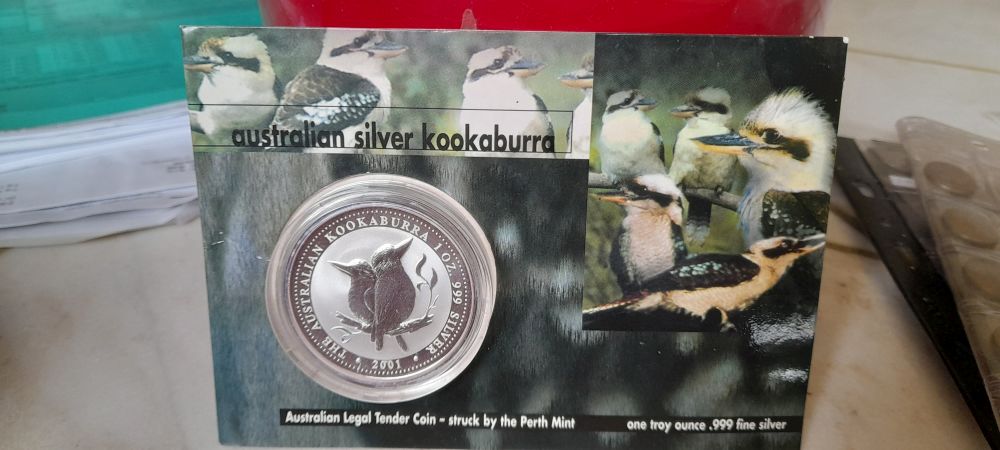 australian silver kookaburra
THE AUSTRALIAN KOOKABURRA 1 OZ. 999 SILVER
• 2001 •
Australian Legal Tender Coin - struck by the Perth Mint
one troy ounce .999 fine silver